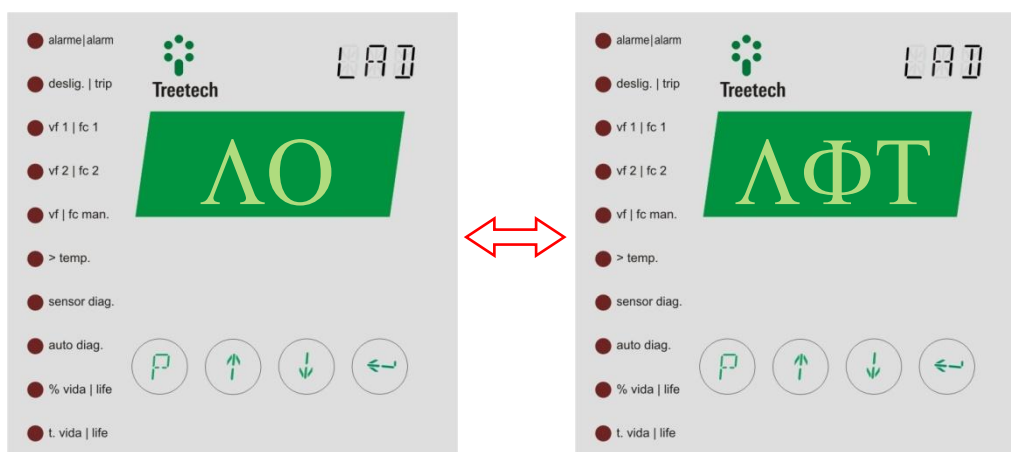 alarme|alarm
deslig. | trip
vf 1 | fc 1
vf 2 | fc 2
vf | fc man.
> temp.
sensor diag.
auto diag.
% vida | life
t. vida | life
Treetech
LAD
ΛΟ
P
alarme|alarm
deslig. | trip
vf 1 | fc 1
vf 2 | fc 2
vf | fc man.
> temp.
sensor diag.
auto diag.
% vida | life
t. vida | life
Treetech
LAD
ΛΦΤ
P